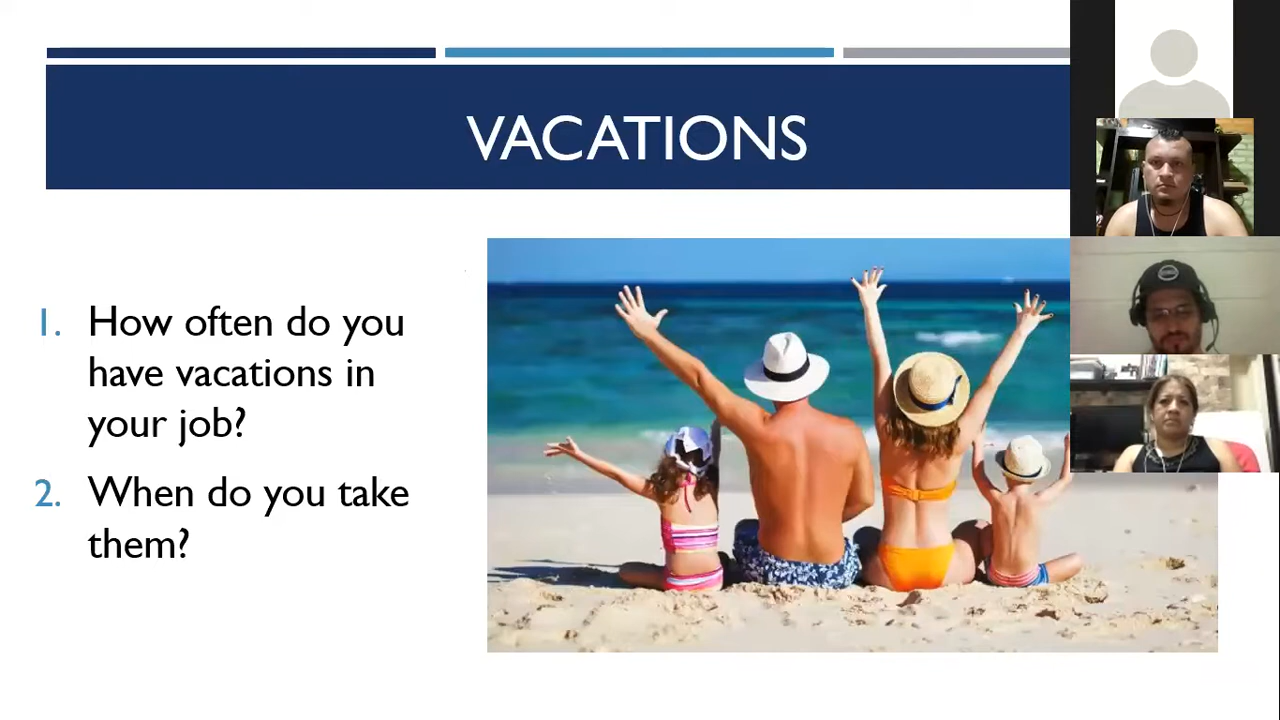 VACATIONS
1. How often do you
have vacations in
your job?
2. When do you take
them?